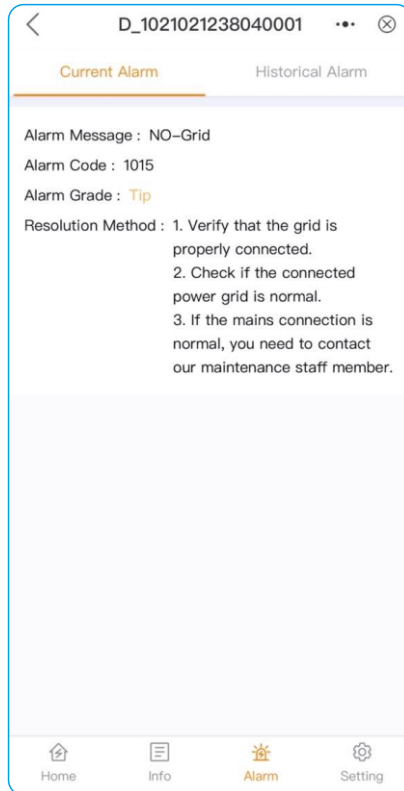 D_1021021238040001
Current Alarm Historical Alarm
Alarm Message : NO-Grid
Alarm Code : 1015
Alarm Grade : Tip
Resolution Method : 1. Verify that the grid is
properly connected.
2. Check if the connected
power grid is normal.
3. If the mains connection is
normal, you need to contact
our maintenance staff member.
Home Info Alarm Setting